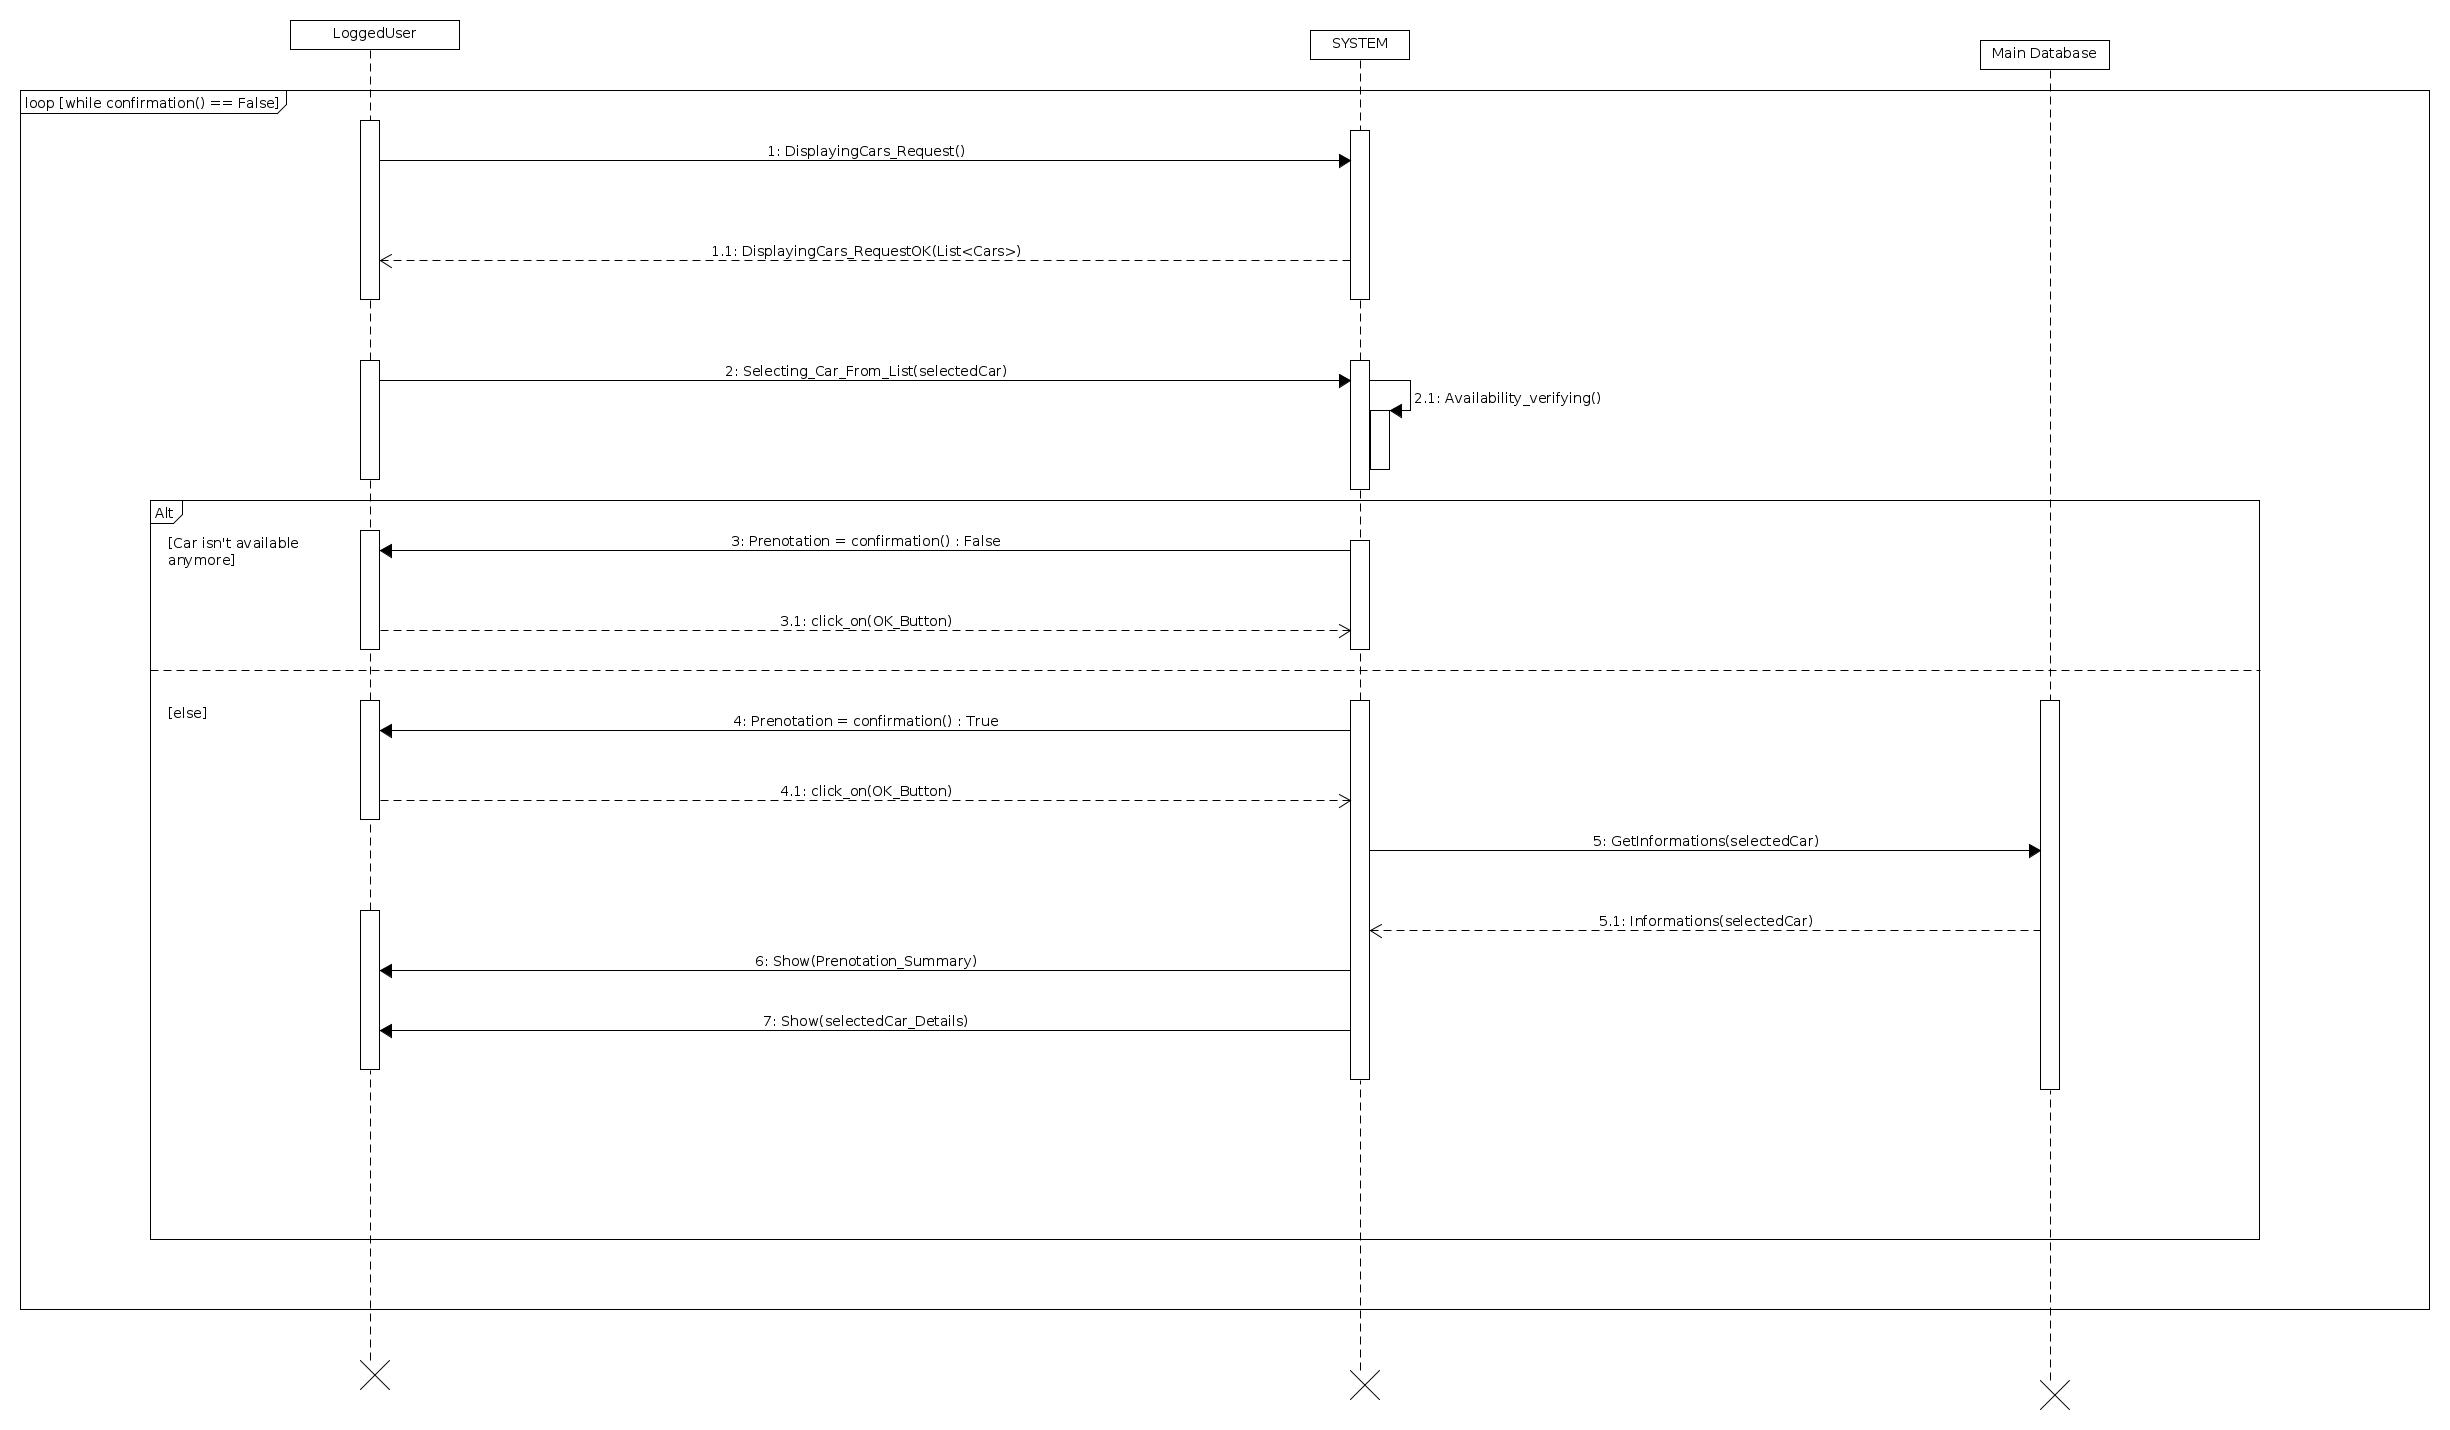 LoggedUser
SYSTEM
Main Database
loop [while confirmation() == False]
1: DisplayingCars_Request()
1.1: DisplayingCars_RequestOK(List<Cars>)
2: Selecting_Car_From_List(selectedCar)
2.1: Availability_verifying()
Alt
[Car isn't available
anymore]
3: Prenotation = confirmation() : False
3.1: click_on(OK_Button)
[else]
4: Prenotation = confirmation() : True
4.1: click_on(OK_Button)
5: GetInformations(selectedCar)
5.1: Informations(selectedCar)
6: Show(Prenotation_Summary)
7: Show(selectedCar_Details)